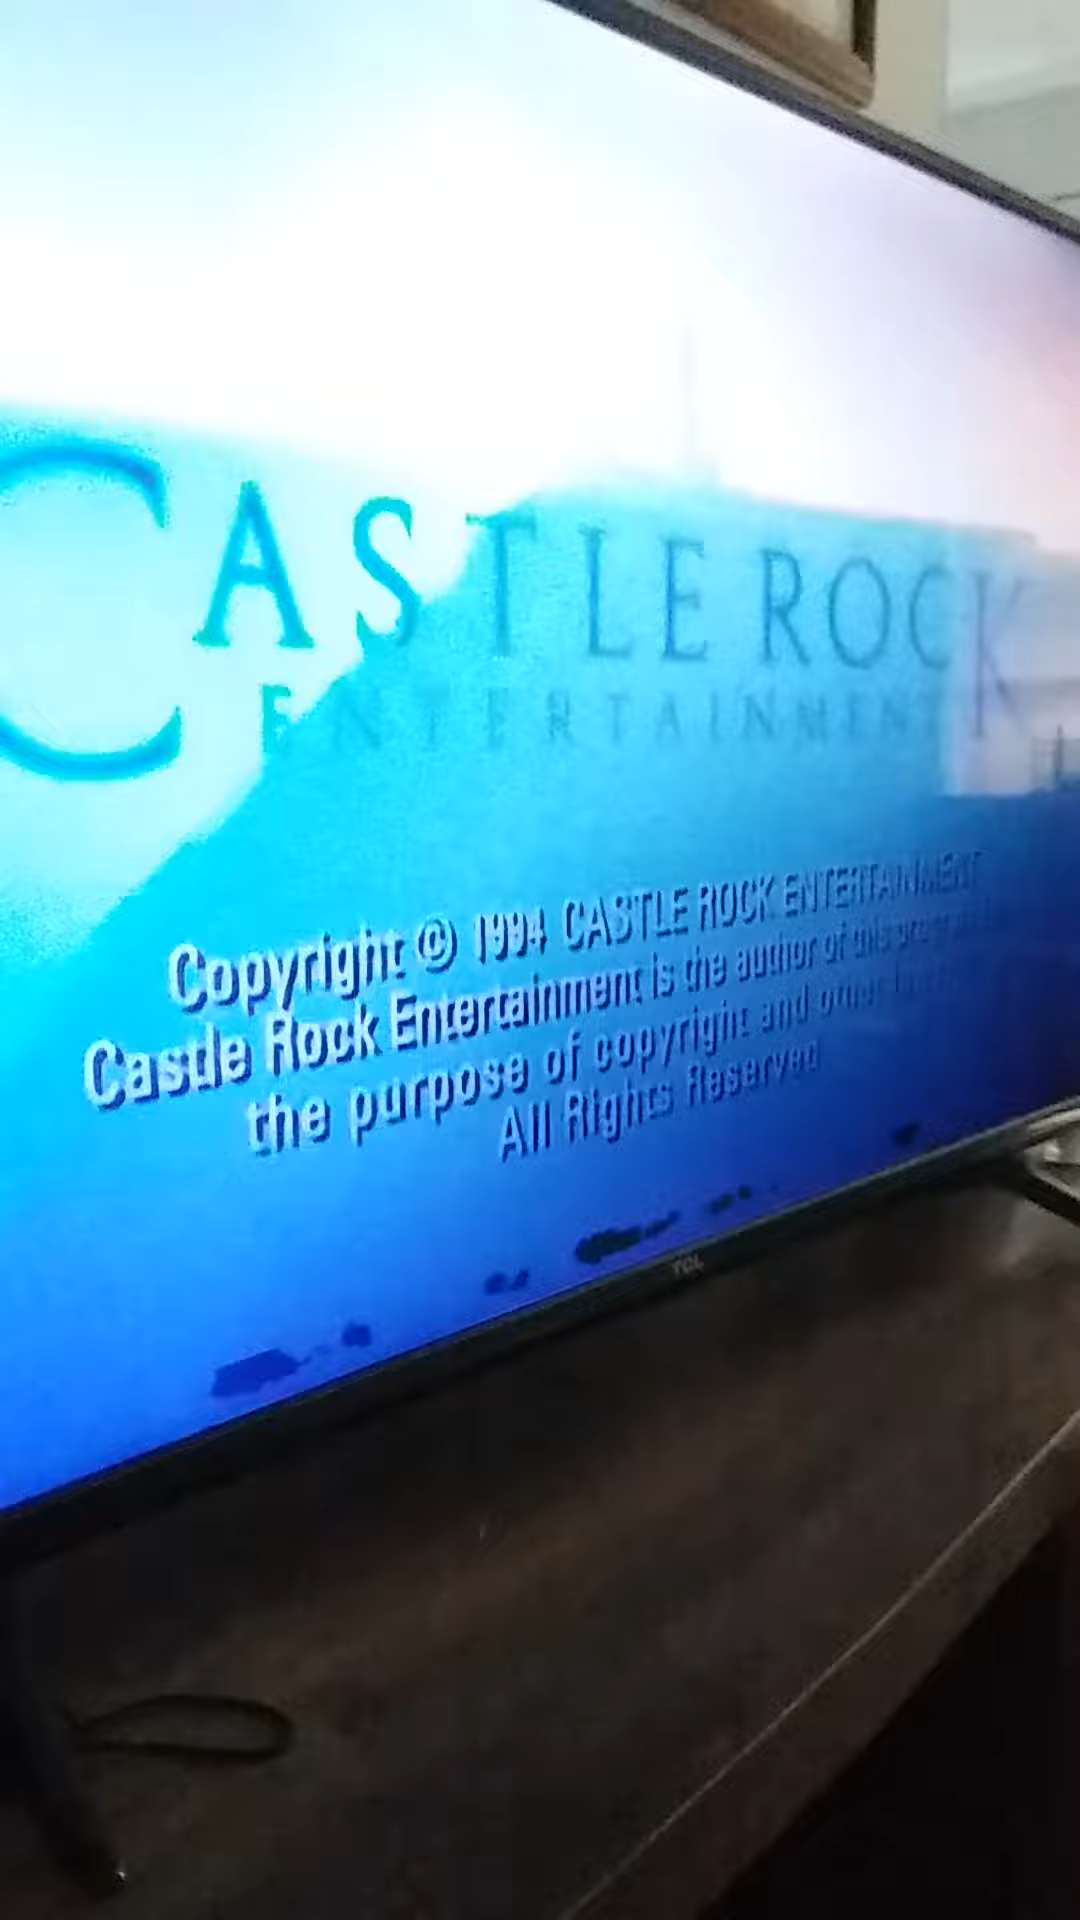 CASTLE ROCK
ENTERTAINMENT
Copyright © 1994 CASTLE ROCK ENTERTAINMENT
Castle Rock Entertainment is the author of this
the purpose of copyright and other
All Rights Reserved
TCL